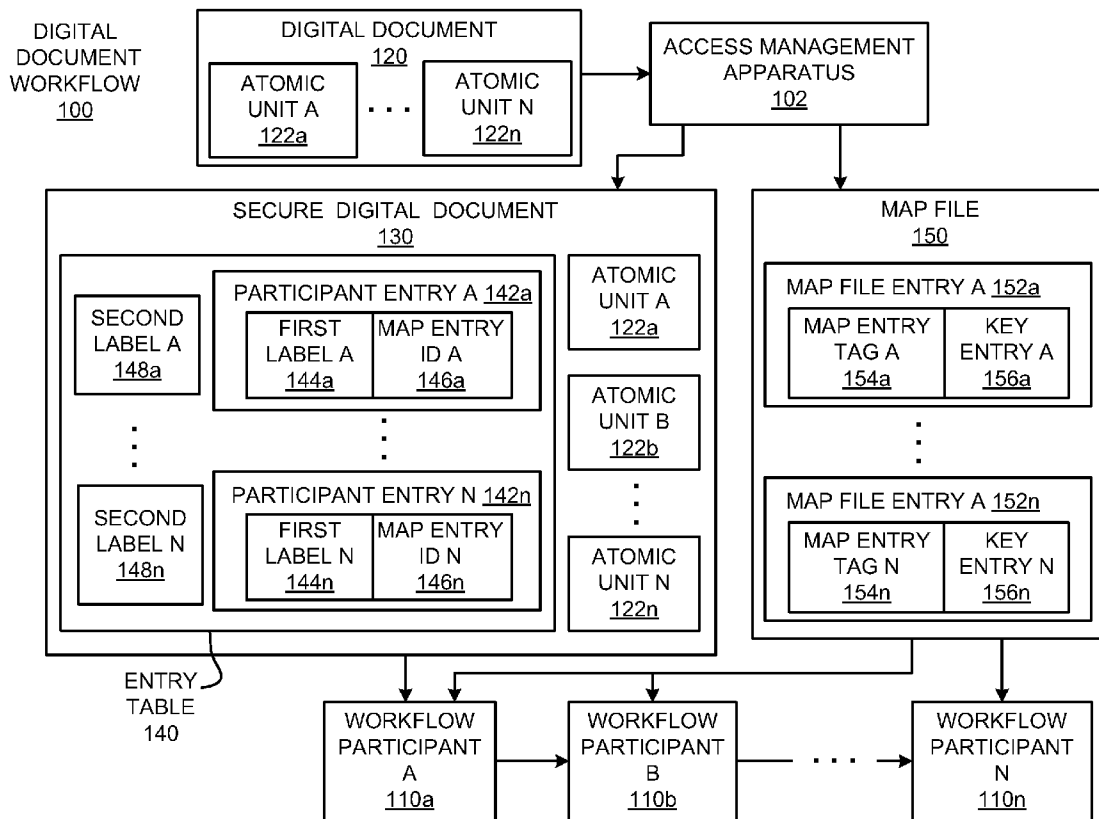 DIGITAL
DOCUMENT
WORKFLOW
100
DIGITAL DOCUMENT
120
ATOMIC
UNIT A
122a
. . .
ATOMIC
UNIT N
122n
ACCESS MANAGEMENT
APPARATUS
102
SECURE DIGITAL DOCUMENT
130
SECOND
LABEL A
148a
PARTICIPANT ENTRY A 142a
FIRST
LABEL A
144a
MAP ENTRY
ID A
146a
SECOND
LABEL N
148n
PARTICIPANT ENTRY N 142n
FIRST
LABEL N
144n
MAP ENTRY
ID N
146n
ATOMIC
UNIT A
122a
ATOMIC
UNIT B
122b
ATOMIC
UNIT N
122n
MAP FILE
150
MAP FILE ENTRY A 152a
MAP ENTRY
TAG A
154a
KEY
ENTRY A
156a
MAP FILE ENTRY A 152n
MAP ENTRY
TAG N
154n
KEY
ENTRY N
156n
ENTRY
TABLE
140
WORKFLOW
PARTICIPANT
A
110a
WORKFLOW
PARTICIPANT
B
110b
. . .
WORKFLOW
PARTICIPANT
N
110n